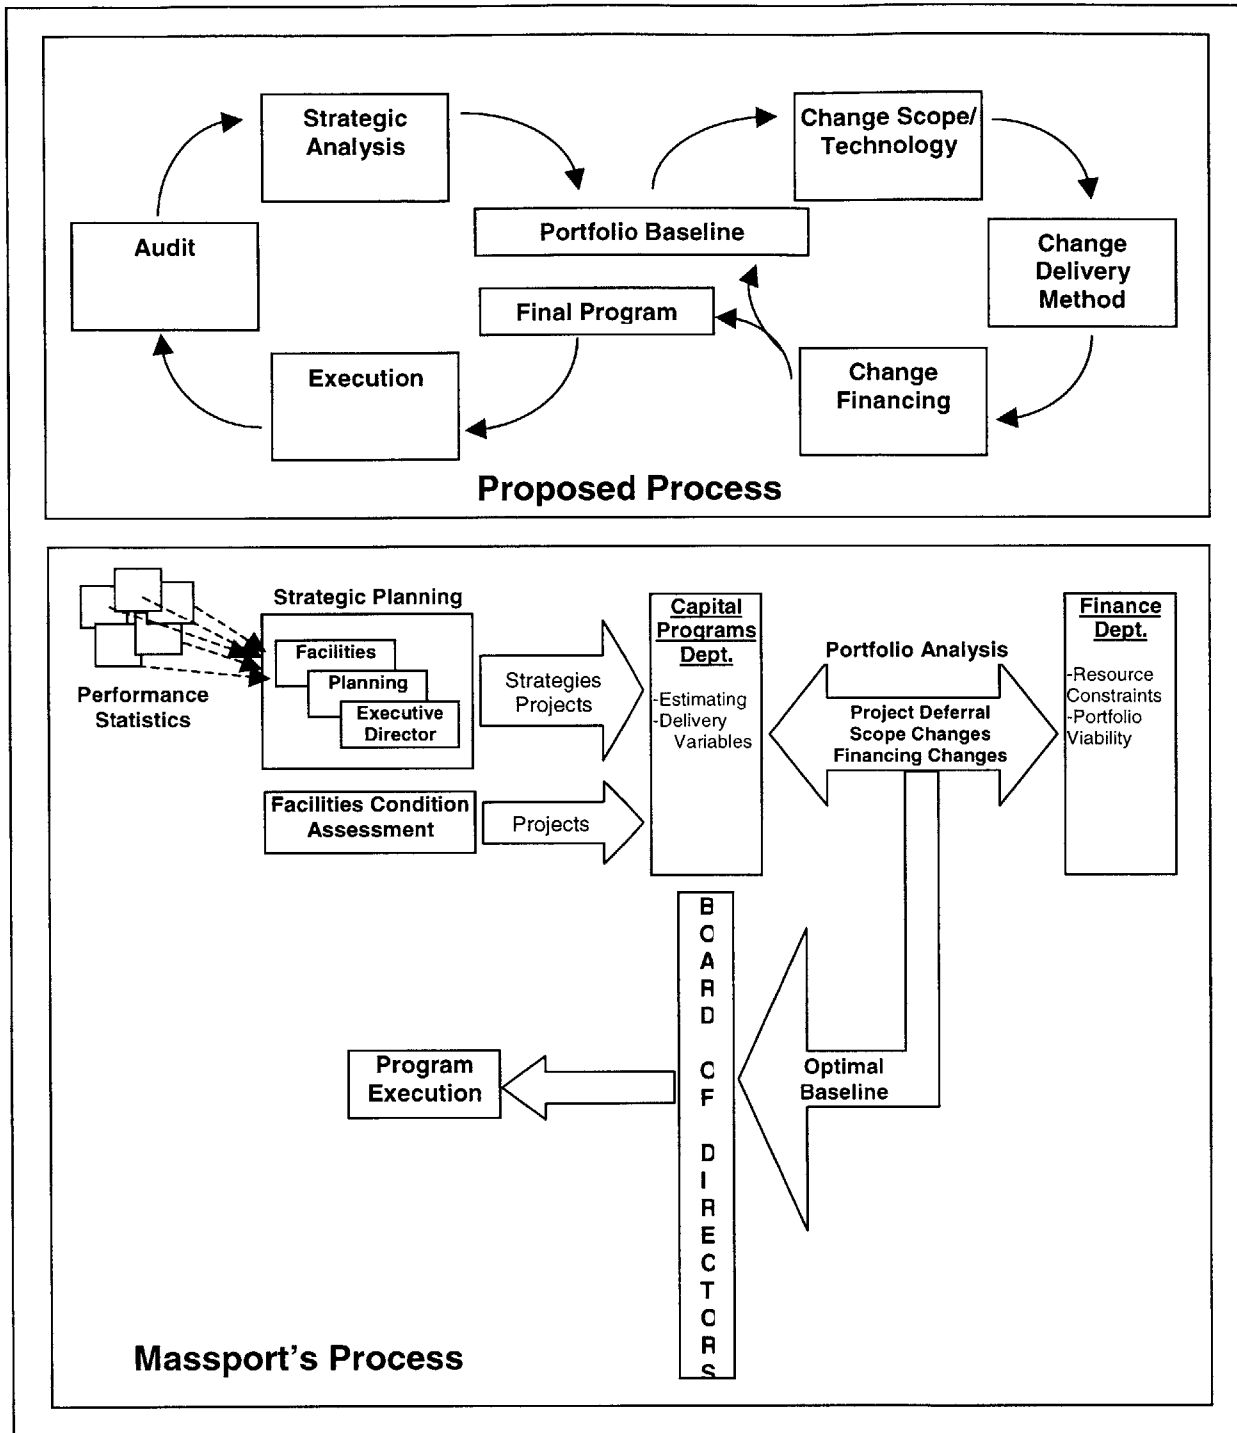 Strategic
Analysis
Change Scope/
Technology
Audit
Portfolio Baseline
Change
Delivery
Method
Final Program
Execution
Change
Financing
Proposed Process
Performance
Statistics
Strategic Planning
Facilities
Planning
Executive
Director
Strategies
Projects
Facilities Condition
Assessment
Projects
Capital
Programs
Dept.
-Estimating
-Delivery
Variables
Portfolio Analysis
Project Deferral
Scope Changes
Financing Changes
Finance
Dept.
-Resource
Constraints
-Portfolio
Viability
BOARD OF DIRECTORS
Optimal
Baseline
Program
Execution
Massport's Process